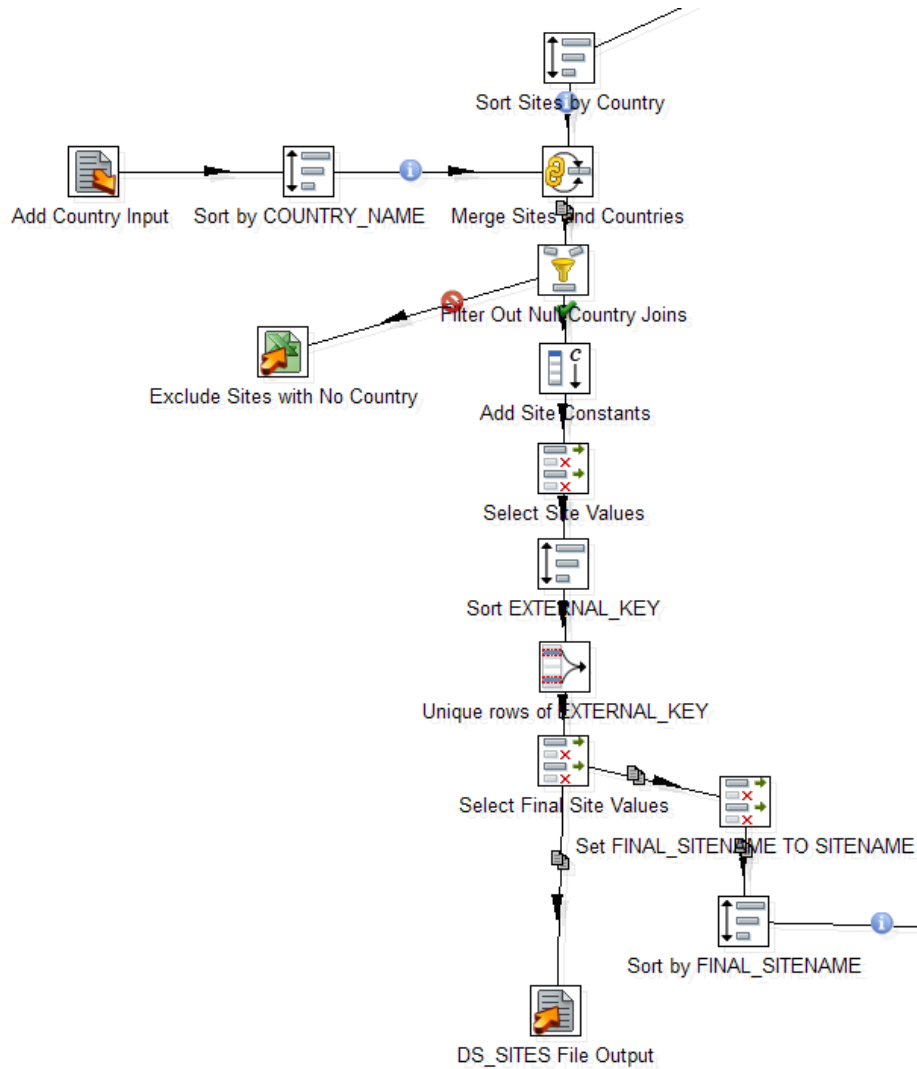 Sort Sites by Country
Add Country Input
Sort by COUNTRY_NAME
Merge Sites and Countries
Filter Out Null Country Joins
Exclude Sites with No Country
Add Site Constants
Select Site Values
Sort EXTERNAL_KEY
Unique rows of EXTERNAL_KEY
Select Final Site Values
Set FINAL_SITENAME TO SITENAME
Sort by FINAL_SITENAME
DS_SITES File Output